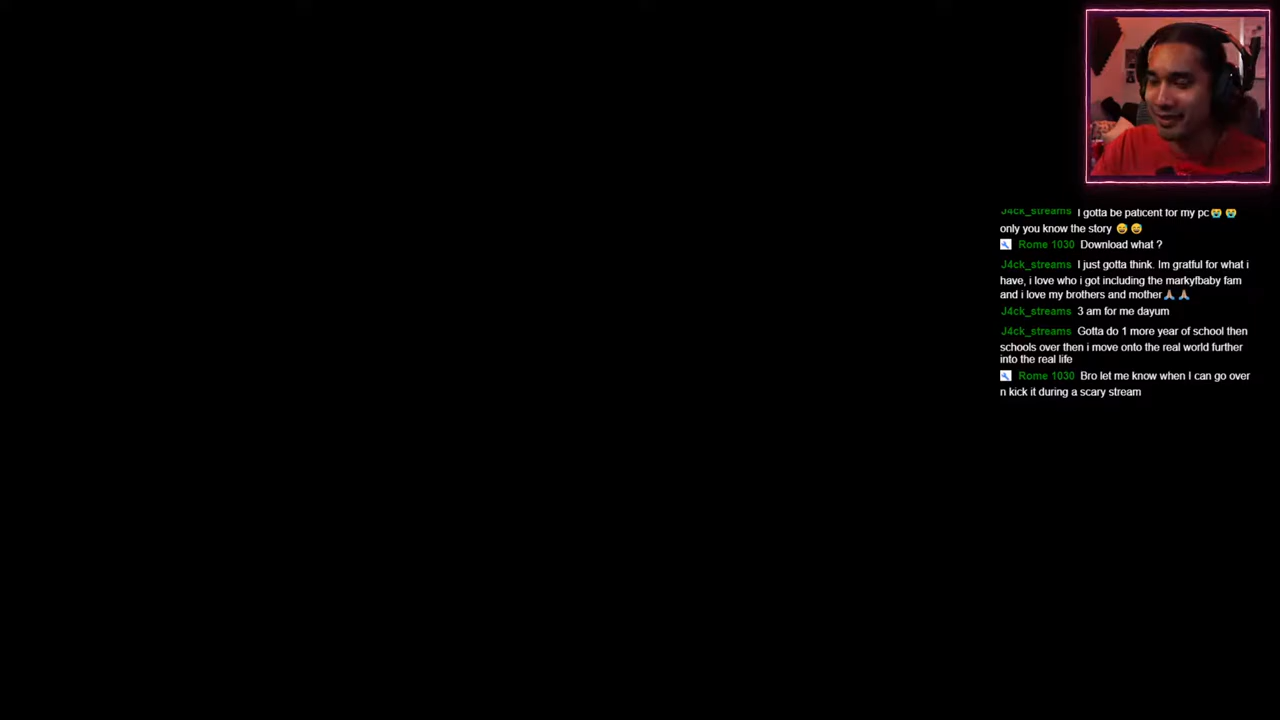 J4ck_streams I gotta be paticent for my pc😭 😭
only you know the story 😅 😅
Rome 1030 Download what ?
J4ck_streams I just gotta think. Im gratful for what i
have, i love who i got including the markyfbaby fam
and i love my brothers and mother🙏🏽 🙏🏽
J4ck_streams 3 am for me dayum
J4ck_streams Gotta do 1 more year of school then
schools over then i move onto the real world further
into the real life
Rome 1030 Bro let me know when I can go over
n kick it during a scary stream